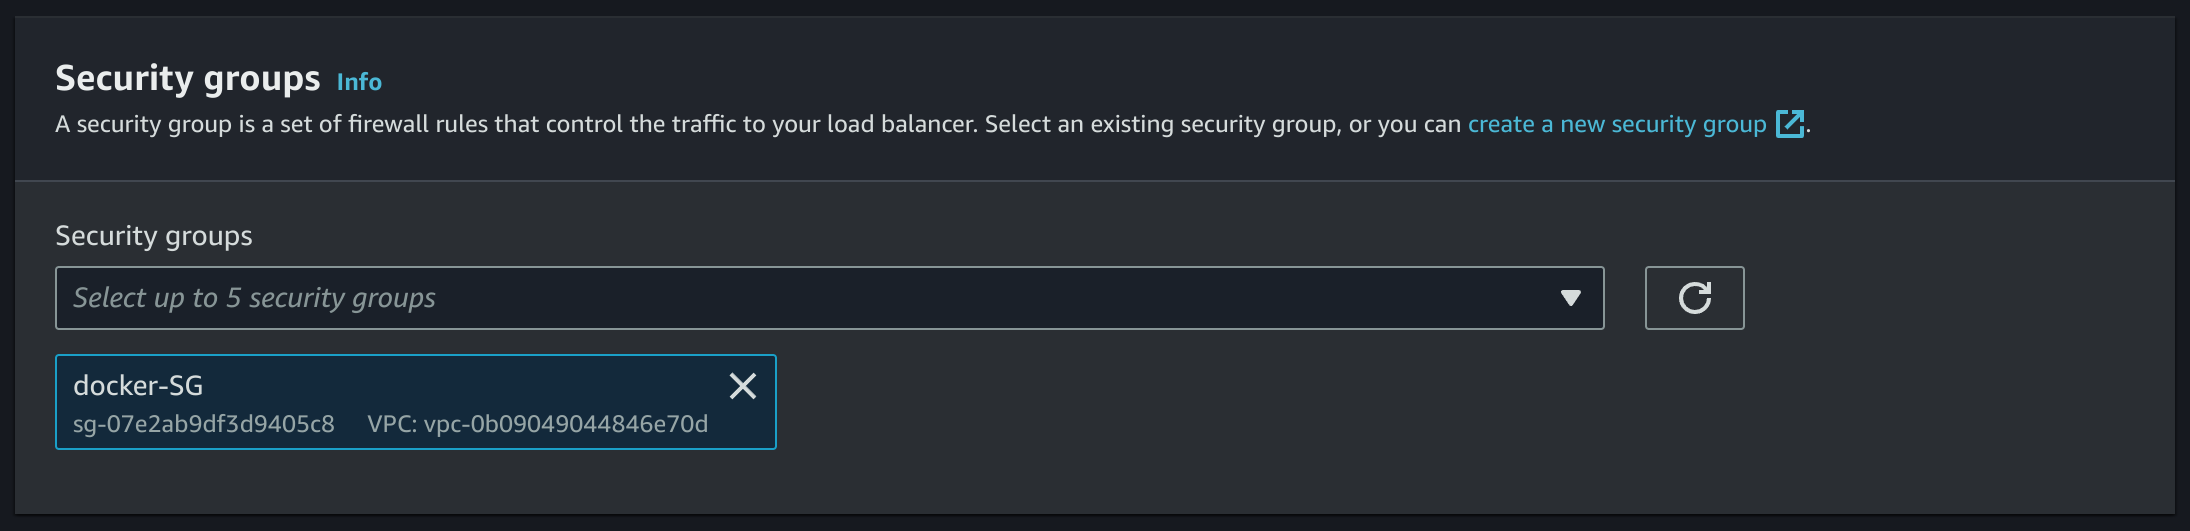 Security groups Info
A security group is a set of firewall rules that control the traffic to your load balancer. Select an existing security group, or you can create a new security group .
Security groups
Select up to 5 security groups
docker-SG
sg-07e2ab9df3d9405c8 VPC: vpc-0b09049044846e70d